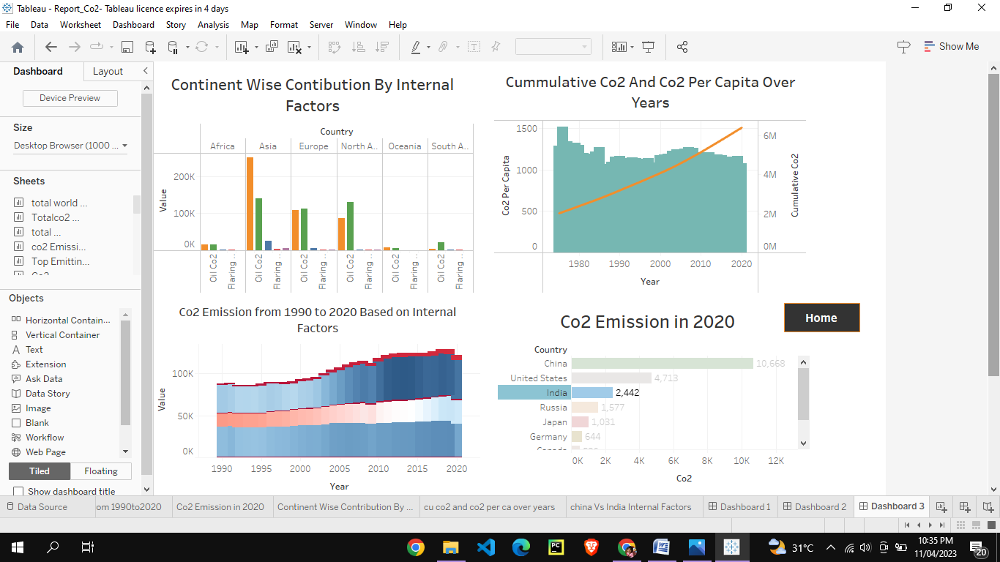 Tableau - Report_Co2- Tableau licence expires in 4 days
File Data Worksheet Dashboard Story Analysis Map Format Server Window Help
Show Me
Dashboard Layout
Device Preview
Size
Desktop Browser (1000 ...
Sheets
total world ...
Totalco2 ...
total ...
co2 Emissi...
Top Emittin...
Objects
Horizontal Contain...
Vertical Container
Text
Extension
Ask Data
Data Story
Image
Blank
Workflow
Web Page
Tiled Floating
Show dashboard title
Continent Wise Contibution By Internal
Factors
Country
Africa Asia Europe North A.. Oceania South A..
Value
200K
100K
0K
Oil Co2 Flaring .. Oil Co2 Flaring .. Oil Co2 Flaring .. Oil Co2 Flaring .. Oil Co2 Flaring .. Oil Co2 Flaring ..
Cummulative Co2 And Co2 Per Capita Over
Years
Co2 Per Capita
1500
1000
500
0
6M
4M
2M
0M
Cumulative Co2
1980 1990 2000 2010 2020
Year
Co2 Emission from 1990 to 2020 Based on Internal
Factors
Value
100K
50K
0K
1990 1995 2000 2005 2010 2015 2020
Year
Co2 Emission in 2020
Home
Country
China 10,668
United States 4,713
India 2,442
Russia 1,577
Japan 1,031
Germany 644
0K 2K 4K 6K 8K 10K 12K
Co2
Data Source om 1990to2020 Co2 Emission in 2020 Continent Wise Contribution By ... cu co2 and co2 per ca over years china Vs India Internal Factors Dashboard 1 Dashboard 2 Dashboard 3
31°C
10:35 PM
11/04/2023
20